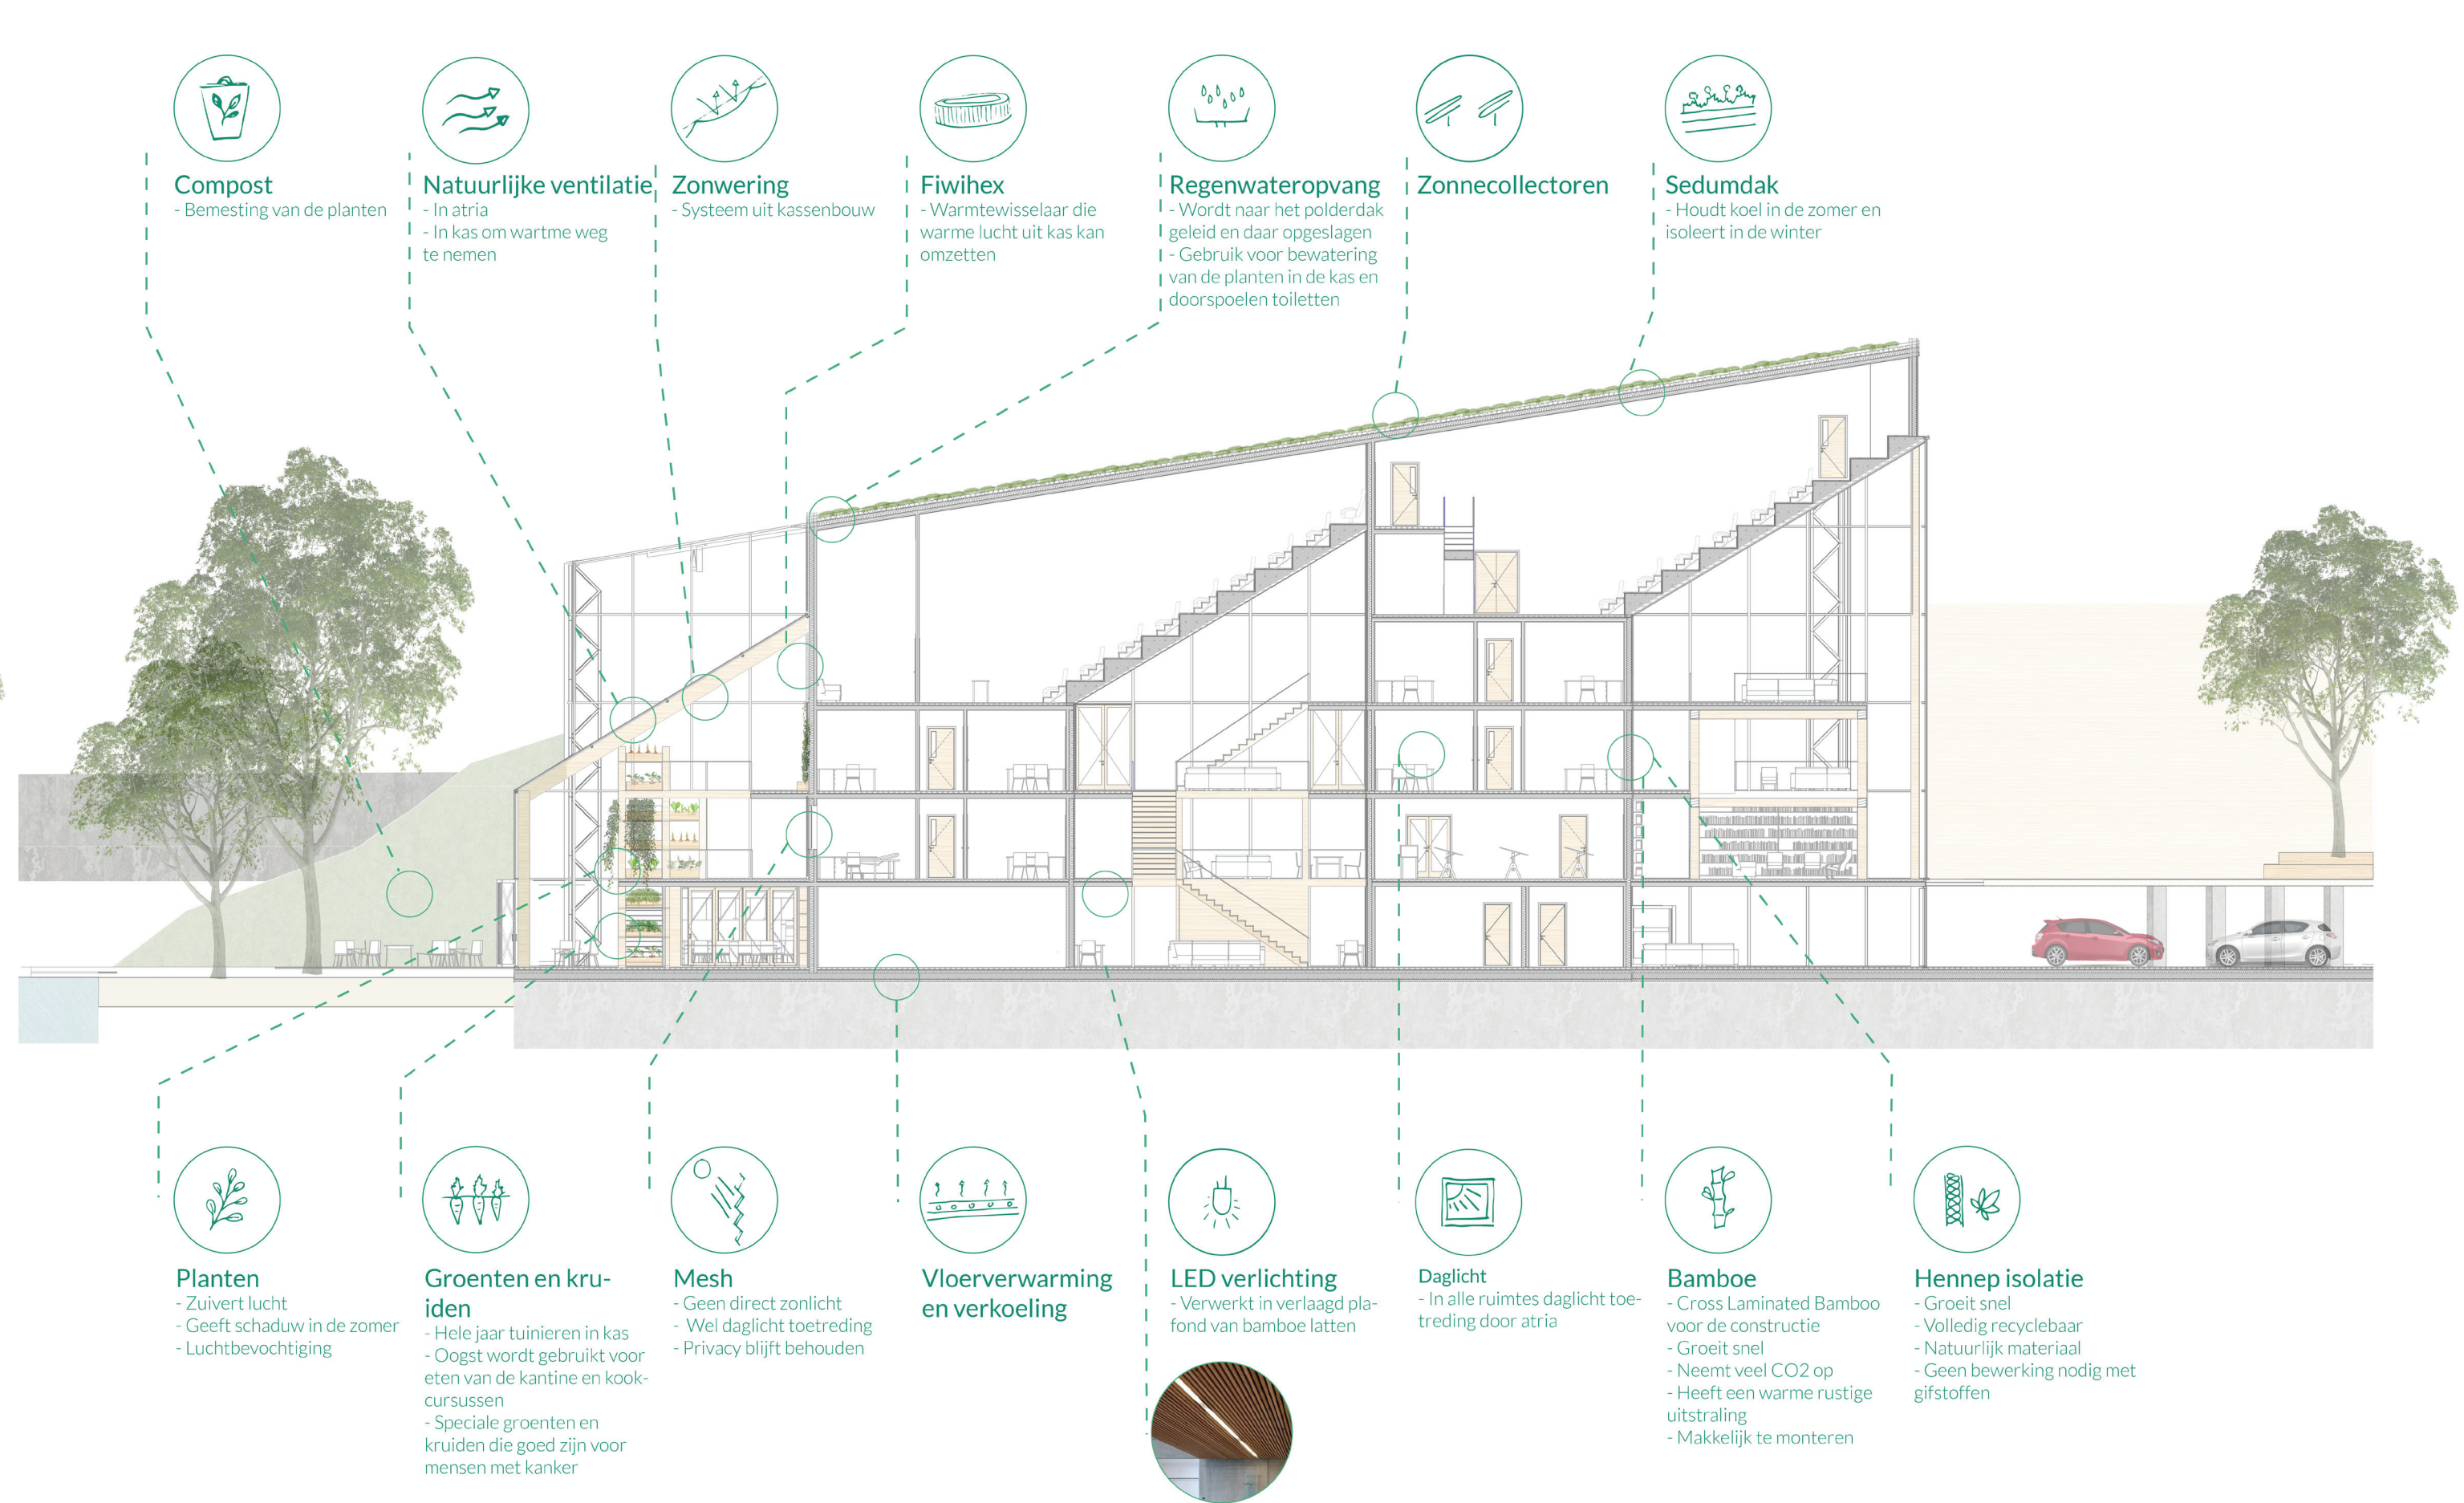 Compost
- Bemesting van de planten
Natuurlijke ventilatie
- In atria
- In kas om wartme weg
te nemen
Zonwering
- Systeem uit kassenbouw
Fiwihex
- Warmtewisselaar die
warme lucht uit kas kan
omzetten
Regenwateropvang
- Wordt naar het polderdak
geleid en daar opgeslagen
- Gebruik voor bewatering
van de planten in de kas en
doorspoelen toiletten
Zonnecollectoren
Sedumdak
- Houdt koel in de zomer en
isoleert in de winter
Planten
- Zuivert lucht
- Geeft schaduw in de zomer
- Luchtbevochtiging
Groenten en kru-
iden
- Hele jaar tuinieren in kas
- Oogst wordt gebruikt voor
eten van de kantine en kook-
cursussen
- Speciale groenten en
kruiden die goed zijn voor
mensen met kanker
Mesh
- Geen direct zonlicht
- Wel daglicht toetreding
- Privacy blijft behouden
Vloerverwarming
en verkoeling
LED verlichting
- Verwerkt in verlaagd pla-
fond van bamboe latten
Daglicht
- In alle ruimtes daglicht toe-
treding door atria
Bamboe
- Cross Laminated Bamboo
voor de constructie
- Groeit snel
- Neemt veel CO2 op
- Heeft een warme rustige
uitstraling
- Makkelijk te monteren
Hennep isolatie
- Groeit snel
- Volledig recyclebaar
- Natuurlijk materiaal
- Geen bewerking nodig met
gifstoffen